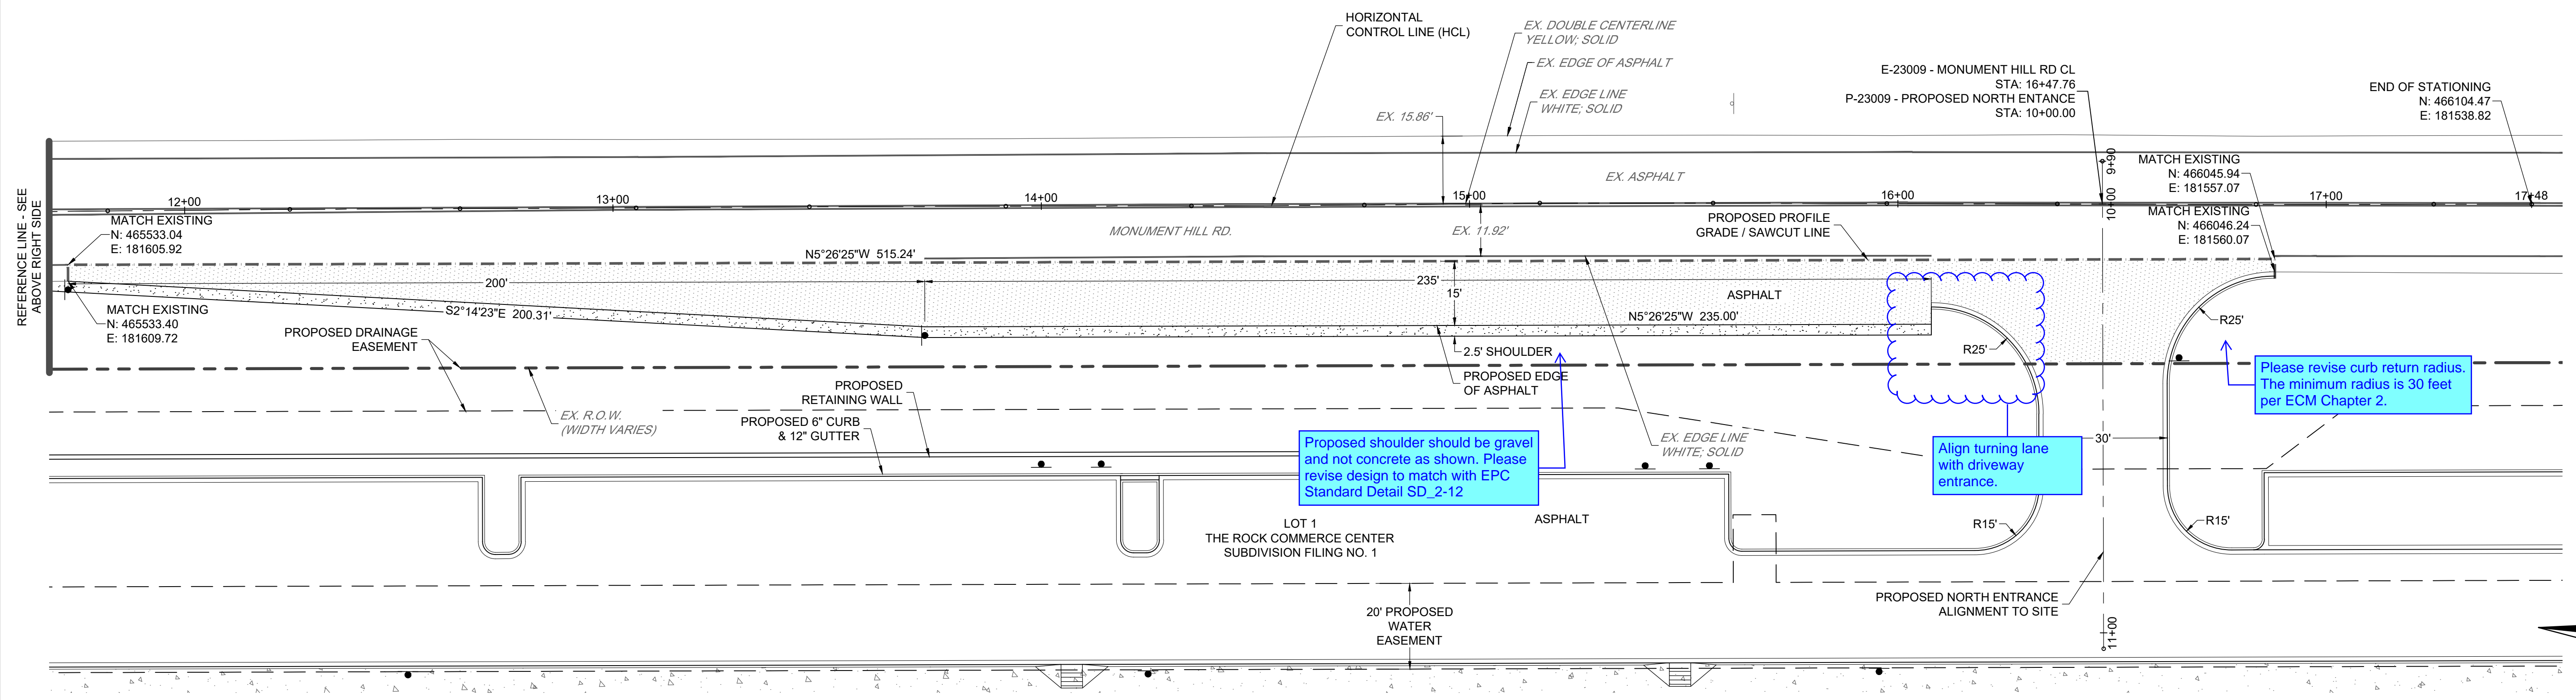 HORIZONTAL
CONTROL LINE (HCL)
EX. DOUBLE CENTERLINE
YELLOW; SOLID
EX. EDGE OF ASPHALT
EX. EDGE LINE
WHITE; SOLID
EX. 15.86'
E-23009 - MONUMENT HILL RD CL
STA: 16+47.76
P-23009 - PROPOSED NORTH ENTANCE
STA: 10+00.00
END OF STATIONING
N: 466104.47
E: 181538.82
REFERENCE LINE - SEE
ABOVE RIGHT SIDE
12+00
13+00
14+00
15+00
16+00
17+00
17+48
9+90
10+00
EX. ASPHALT
MATCH EXISTING
N: 466045.94
E: 181557.07
MATCH EXISTING
N: 466046.24
E: 181560.07
MATCH EXISTING
N: 465533.04
E: 181605.92
MONUMENT HILL RD.
EX. 11.92'
PROPOSED PROFILE
GRADE / SAWCUT LINE
N5°26'25"W 515.24'
200'
235'
15'
ASPHALT
MATCH EXISTING
N: 465533.40
E: 181609.72
S2°14'23"E 200.31'
N5°26'25"W 235.00'
R25'
R25'
PROPOSED DRAINAGE
EASEMENT
2.5' SHOULDER
PROPOSED EDGE
OF ASPHALT
Please revise curb return radius.
The minimum radius is 30 feet
per ECM Chapter 2.
PROPOSED
RETAINING WALL
EX. R.O.W.
(WIDTH VARIES)
PROPOSED 6" CURB
& 12" GUTTER
Proposed shoulder should be gravel
and not concrete as shown. Please
revise design to match with EPC
Standard Detail SD_2-12
EX. EDGE LINE
WHITE; SOLID
Align turning lane
with driveway
entrance.
30'
LOT 1
THE ROCK COMMERCE CENTER
SUBDIVISION FILING NO. 1
ASPHALT
R15'
R15'
20' PROPOSED
WATER
EASEMENT
PROPOSED NORTH ENTRANCE
ALIGNMENT TO SITE
11+00